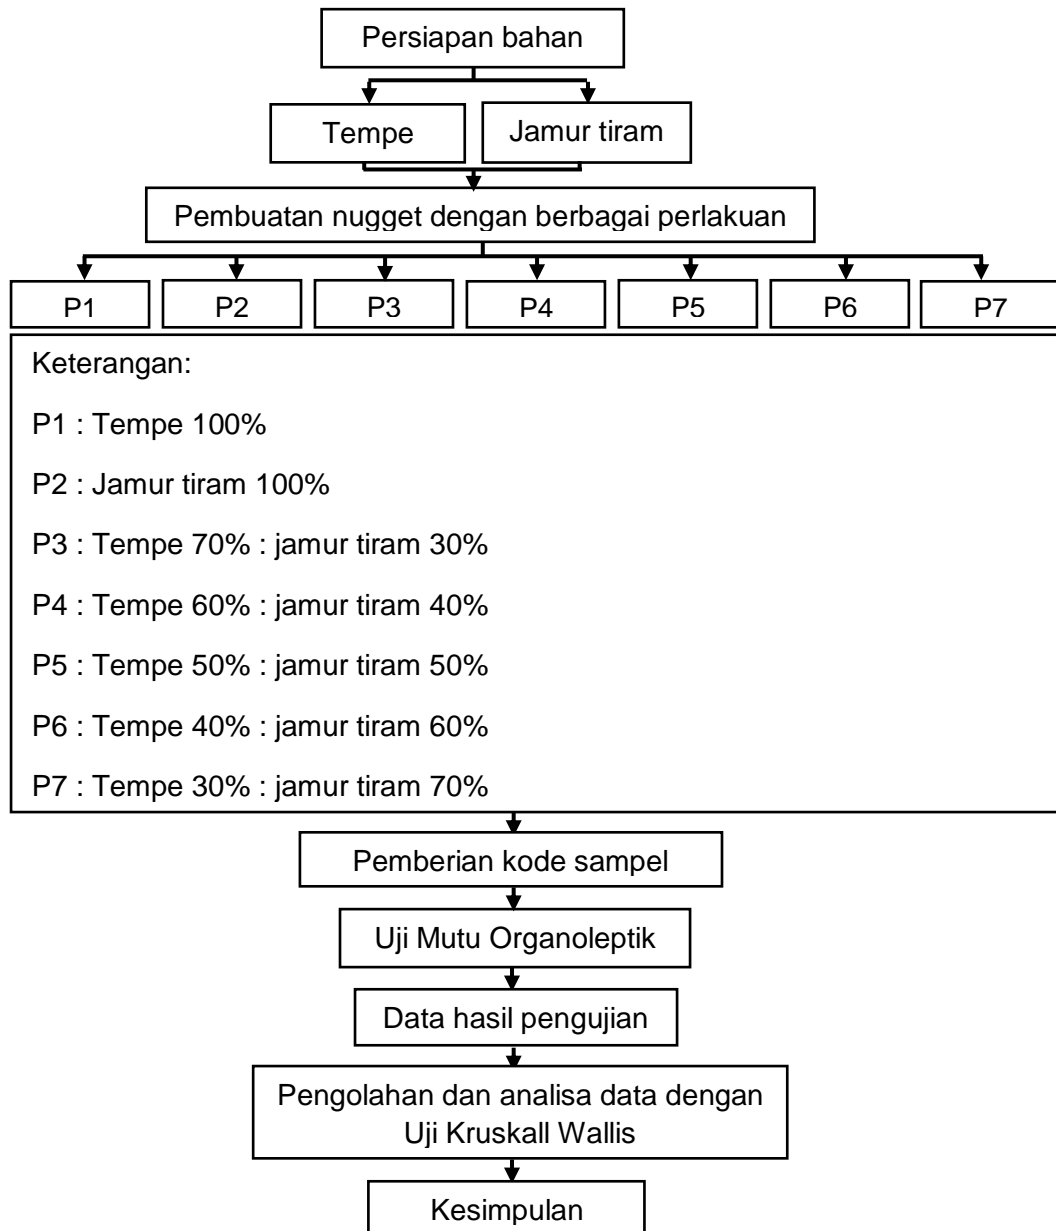 Persiapan bahan
Tempe
Jamur tiram
Pembuatan nugget dengan berbagai perlakuan
P1
P2
P3
P4
P5
P6
P7
Keterangan:
P1 : Tempe 100%
P2 : Jamur tiram 100%
P3 : Tempe 70% : jamur tiram 30%
P4 : Tempe 60% : jamur tiram 40%
P5 : Tempe 50% : jamur tiram 50%
P6 : Tempe 40% : jamur tiram 60%
P7 : Tempe 30% : jamur tiram 70%
Pemberian kode sampel
Uji Mutu Organoleptik
Data hasil pengujian
Pengolahan dan analisa data dengan
Uji Kruskall Wallis
Kesimpulan